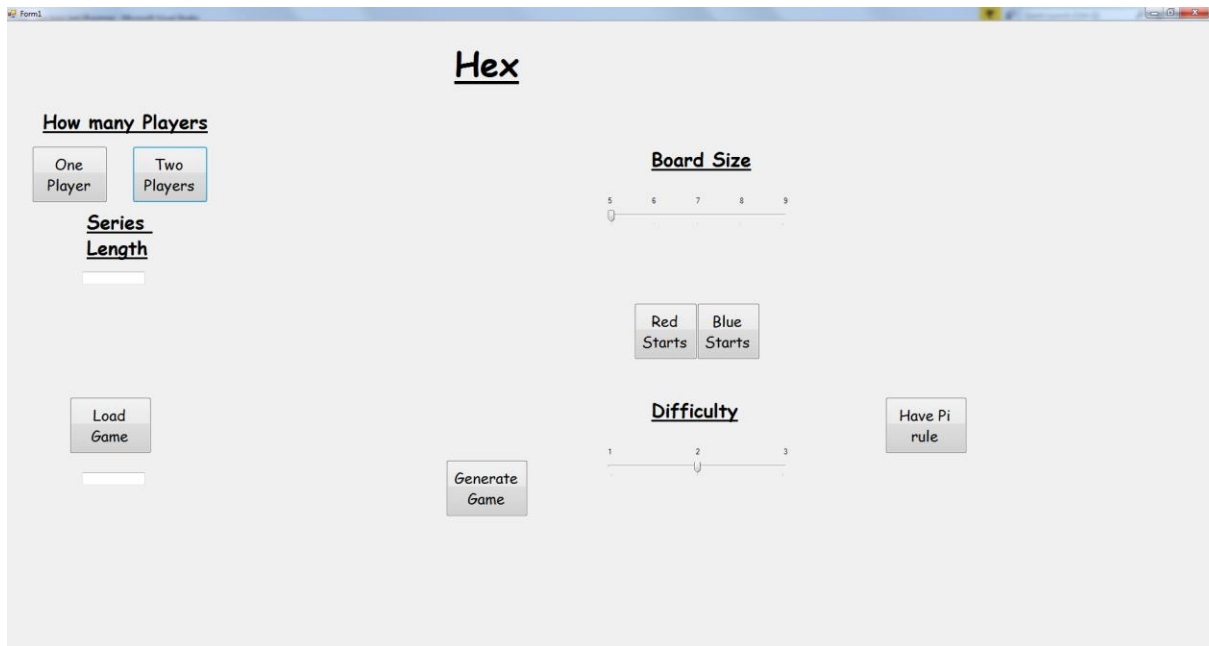 Form1
Hex
How many Players
One
Player
Two
Players
Series
Length
Board Size
5 6 7 8 9
Red
Starts
Blue
Starts
Load
Game
Difficulty
1 2 3
Have Pi
rule
Generate
Game